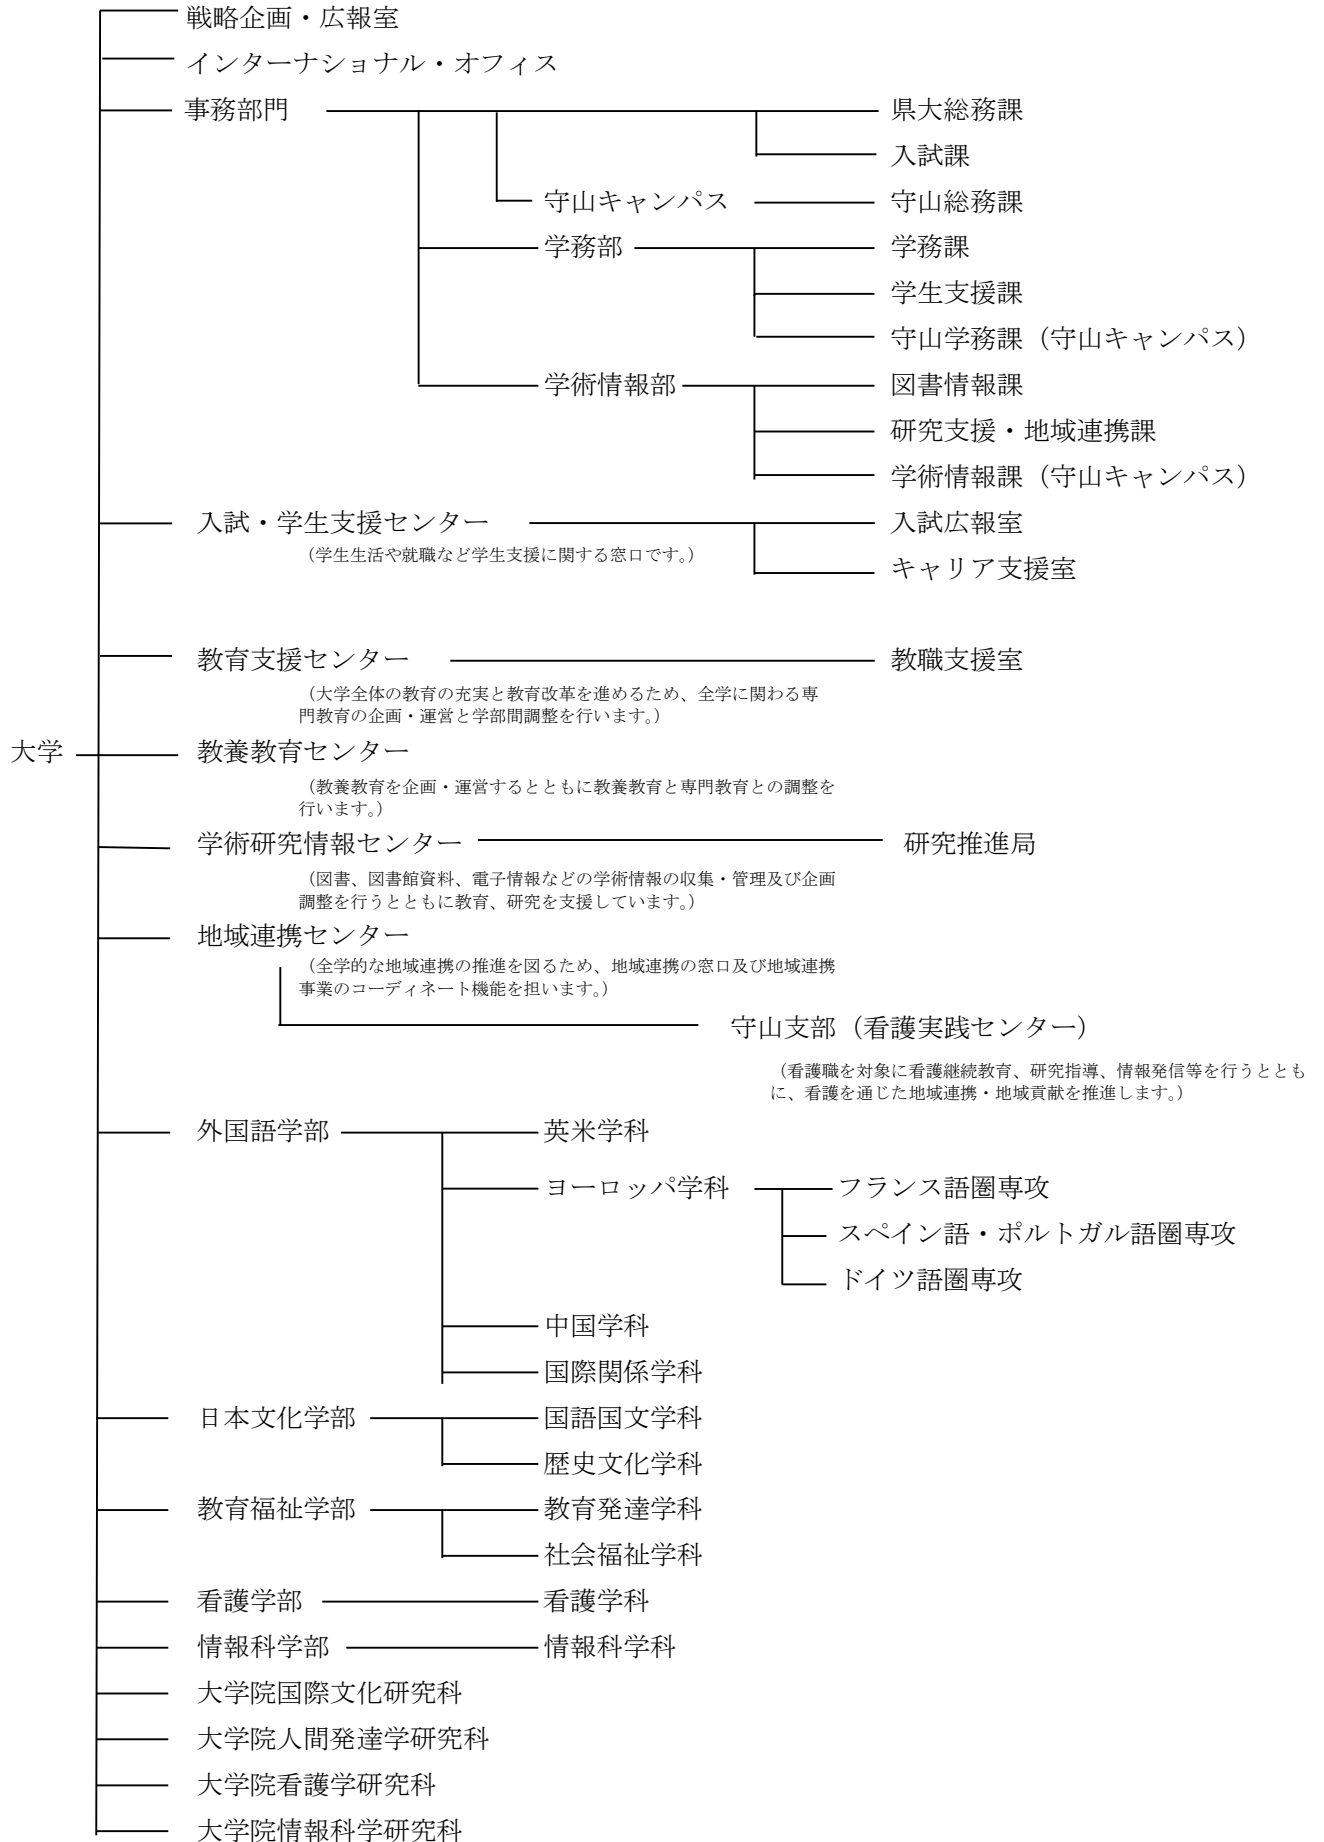 戦略企画・広報室
インターナショナル・オフィス
事務部門
県大総務課
入試課
守山キャンパス
守山総務課
学務部
学務課
学生支援課
守山学務課（守山キャンパス）
学術情報部
図書情報課
研究支援・地域連携課
学術情報課（守山キャンパス）
入試・学生支援センター
入試広報室
（学生生活や就職など学生支援に関する窓口です。）
キャリア支援室
教育支援センター
教職支援室
（大学全体の教育の充実と教育改革を進めるため、全学に関わる専
門教育の企画・運営と学部間調整を行います。）
大学
教養教育センター
（教養教育を企画・運営するとともに教養教育と専門教育との調整を
行います。）
学術研究情報センター
研究推進局
（図書、図書館資料、電子情報などの学術情報の収集・管理及び企画
調整を行うとともに教育、研究を支援しています。）
地域連携センター
（全学的な地域連携の推進を図るため、地域連携の窓口及び地域連携
事業のコーディネート機能を担います。）
守山支部（看護実践センター）
（看護職を対象に看護継続教育、研究指導、情報発信等を行うととも
に、看護を通じた地域連携・地域貢献を推進します。）
外国語学部
英米学科
ヨーロッパ学科
フランス語圏専攻
スペイン語・ポルトガル語圏専攻
ドイツ語圏専攻
中国学科
国際関係学科
日本文化学部
国語国文学科
歴史文化学科
教育福祉学部
教育発達学科
社会福祉学科
看護学部
看護学科
情報科学部
情報科学科
大学院国際文化研究科
大学院人間発達学研究科
大学院看護学研究科
大学院情報科学研究科